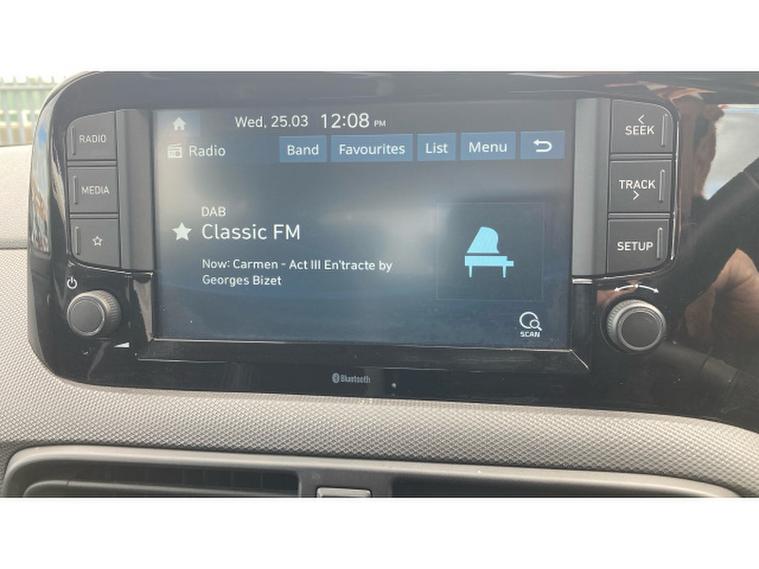 RADIO
MEDIA
Wed, 25.03 12:08 PM
Radio Band Favourites List Menu
DAB
Classic FM
Now: Carmen - Act III En'tracte by
Georges Bizet
SCAN
SEEK
TRACK
SETUP
Bluetooth